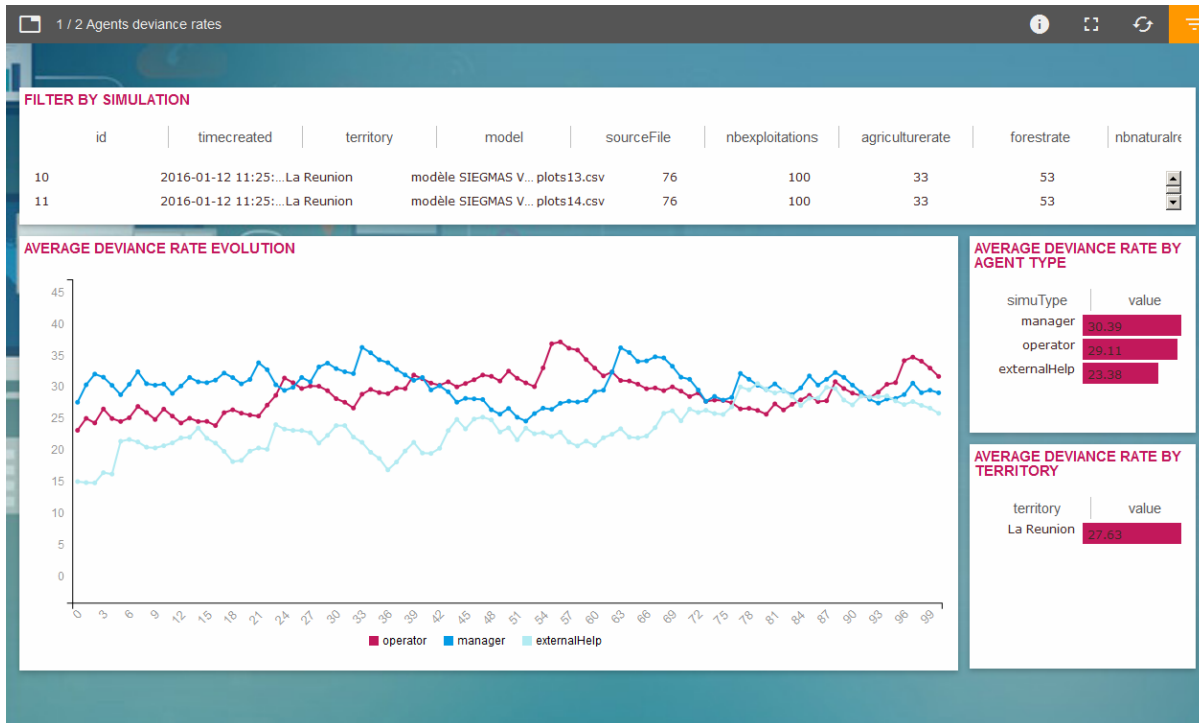 1 / 2 Agents deviance rates
FILTER BY SIMULATION
id timecreated territory model sourceFile nbexploitations agriculturerate forestrate nbnaturalre
10 2016-01-12 11:25:... La Reunion modèle SIEGMAS V... plots13.csv 76 100 33 53
11 2016-01-12 11:25:... La Reunion modèle SIEGMAS V... plots14.csv 76 100 33 53
AVERAGE DEVIANCE RATE EVOLUTION
45
40
35
30
25
20
15
10
5
0
0 3 6 9 12 15 18 21 24 27 30 33 36 39 42 45 48 51 54 57 60 63 66 69 72 75 78 81 84 87 90 93 96 99
operator manager externalHelp
AVERAGE DEVIANCE RATE BY
AGENT TYPE
simuType value
manager 30.39
operator 29.11
externalHelp 23.38
AVERAGE DEVIANCE RATE BY
TERRITORY
territory value
La Reunion 27.63